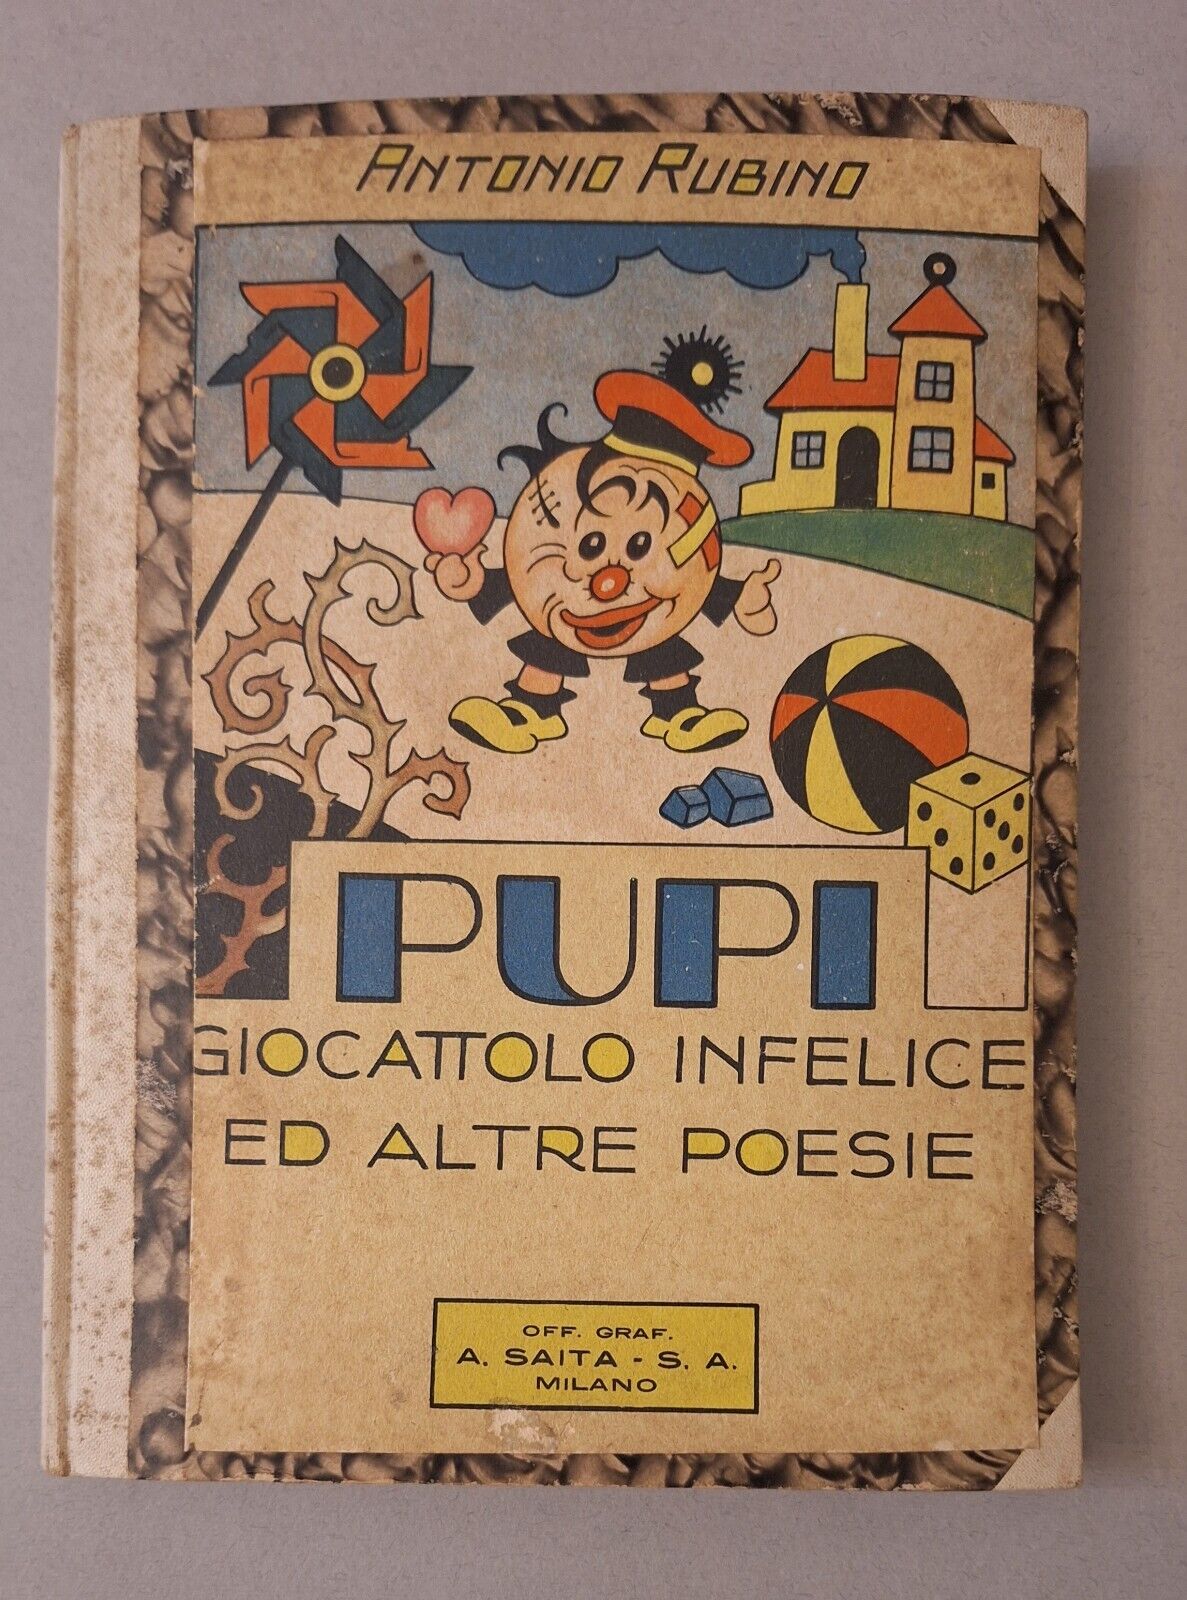 ANTONIO RUBINO
PUPI
GIOCATTOLO INFELICE
ED ALTRE POESIE
OFF. GRAF.
A. SAITA - S. A.
MILANO